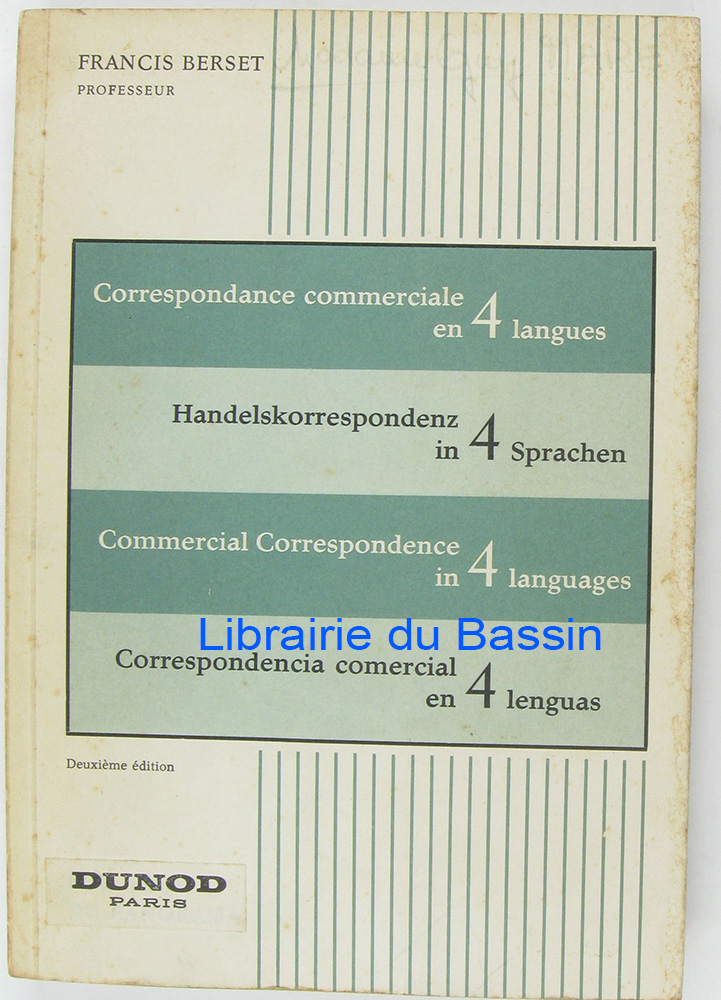 FRANCIS BERSET
PROFESSEUR
Correspondance commerciale
en 4 langues
Handelskorrespondenz
in 4 Sprachen
Commercial Correspondence
in 4 languages
Librairie du Bassin
Correspondencia comercial
en 4 lenguas
Deuxième édition
DUNOD
PARIS